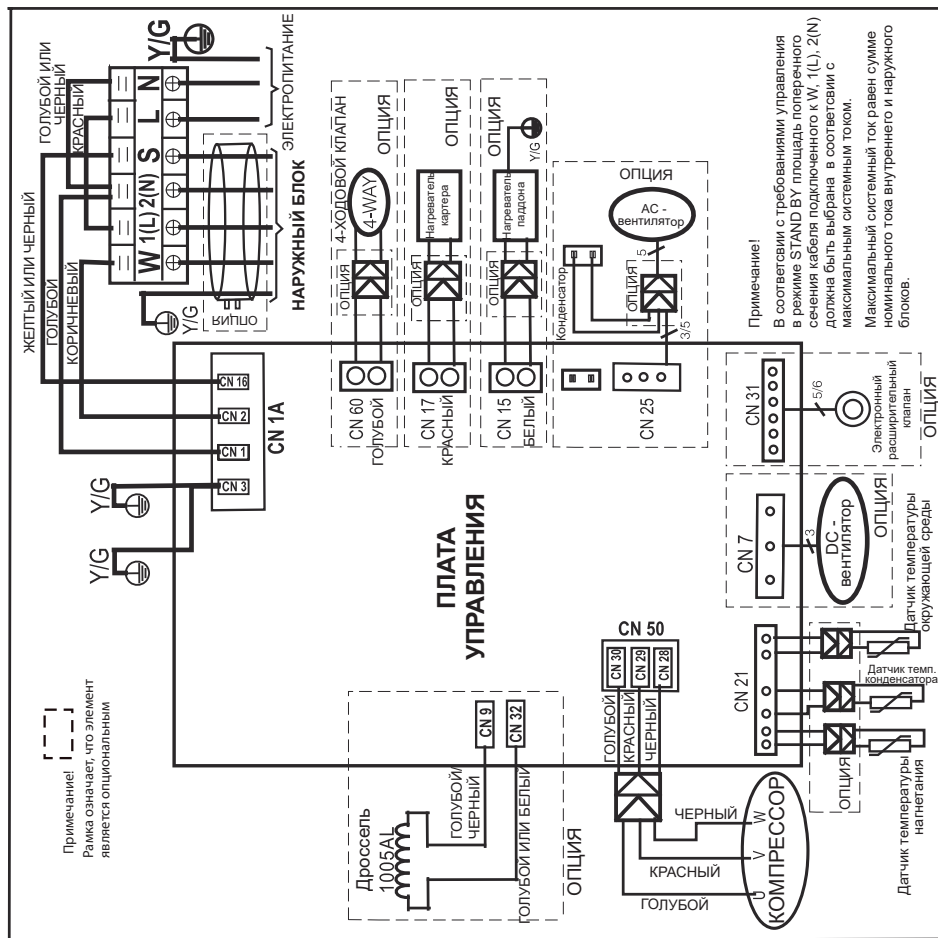 ГОЛУБОЙ ИЛИ
ЧЕРНЫЙ
КРАСНЫЙ
ЖЕЛТЫЙ ИЛИ ЧЕРНЫЙ
ГОЛУБОЙ
КОРИЧНЕВЫЙ
W 1(L) 2(N) S L N
Y/G
Y/G
ЭЛЕКТРОПИТАНИЕ
ОПЦИЯ
НАРУЖНЫЙ БЛОК
Y/G
Y/G
CN 16
CN 2
CN 1
CN 3
CN 1A
4-ХОДОВОЙ КЛАПАН
4-WAY
ОПЦИЯ
ОПЦИЯ
CN 60
ГОЛУБОЙ
Нагреватель
картера
ОПЦИЯ
ОПЦИЯ
CN 17
КРАСНЫЙ
Нагреватель
паддона
Y/G
ОПЦИЯ
ОПЦИЯ
CN 15
БЕЛЫЙ
ОПЦИЯ
AC -
вентилятор
5
Конденсатор
ОПЦИЯ
3/5
CN 25
Примечание!
В соответсвии с требованиями управления
в режиме STAND BY площадь поперечного
сечения кабеля подключенного к W, 1(L), 2(N)
должна быть выбрана в соответсии с
максимальным системным током.
Максимальный системный ток равен сумме
номинального тока внутреннего и наружного
блоков.
ПЛАТА
УПРАВЛЕНИЯ
CN 31
5/6
Электронный
расширительный
клапан
ОПЦИЯ
CN 7
3
DC -
вентилятор
ОПЦИЯ
CN 21
Датчик температуры
окружающей среды
Датчик темп.
конденсатора
Датчик температуры
нагнетания
ОПЦИЯ
CN 50
CN 30
CN 29
CN 28
ГОЛУБОЙ
КРАСНЫЙ
ЧЕРНЫЙ
ЧЕРНЫЙ
КРАСНЫЙ
ГОЛУБОЙ
U V W
КОМПРЕССОР
Примечание!
Рамка означает, что элемент
является опциональным
Дроссель
1005AL
CN 9
CN 32
ГОЛУБОЙ/
ЧЕРНЫЙ
ГОЛУБОЙ ИЛИ БЕЛЫЙ
ОПЦИЯ